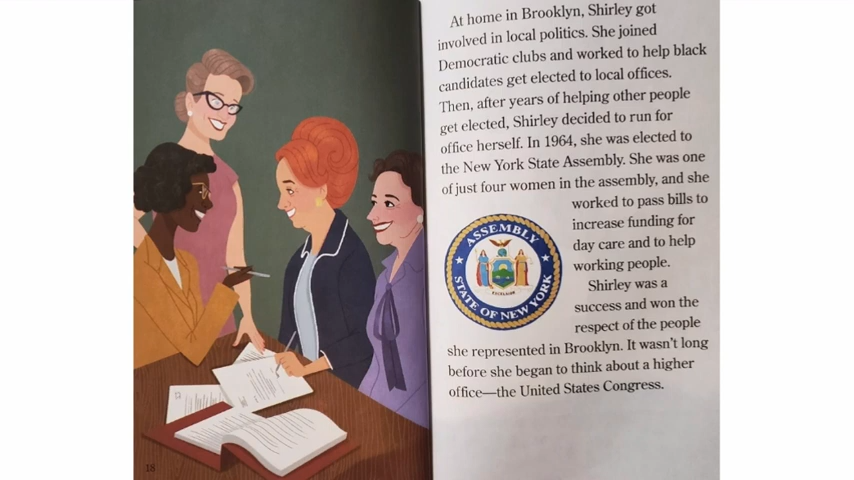 At home in Brooklyn, Shirley got
involved in local politics. She joined
Democratic clubs and worked to help black
candidates get elected to local offices.
Then, after years of helping other people
get elected, Shirley decided to run for
office herself. In 1964, she was elected to
the New York State Assembly. She was one
of just four women in the assembly, and she
worked to pass bills to
increase funding for
day care and to help
working people.
Shirley was a
success and won the
respect of the people
she represented in Brooklyn. It wasn't long
before she began to think about a higher
office—the United States Congress.
ASSEMBLY
STATE OF NEW YORK
EXCELSIOR
18